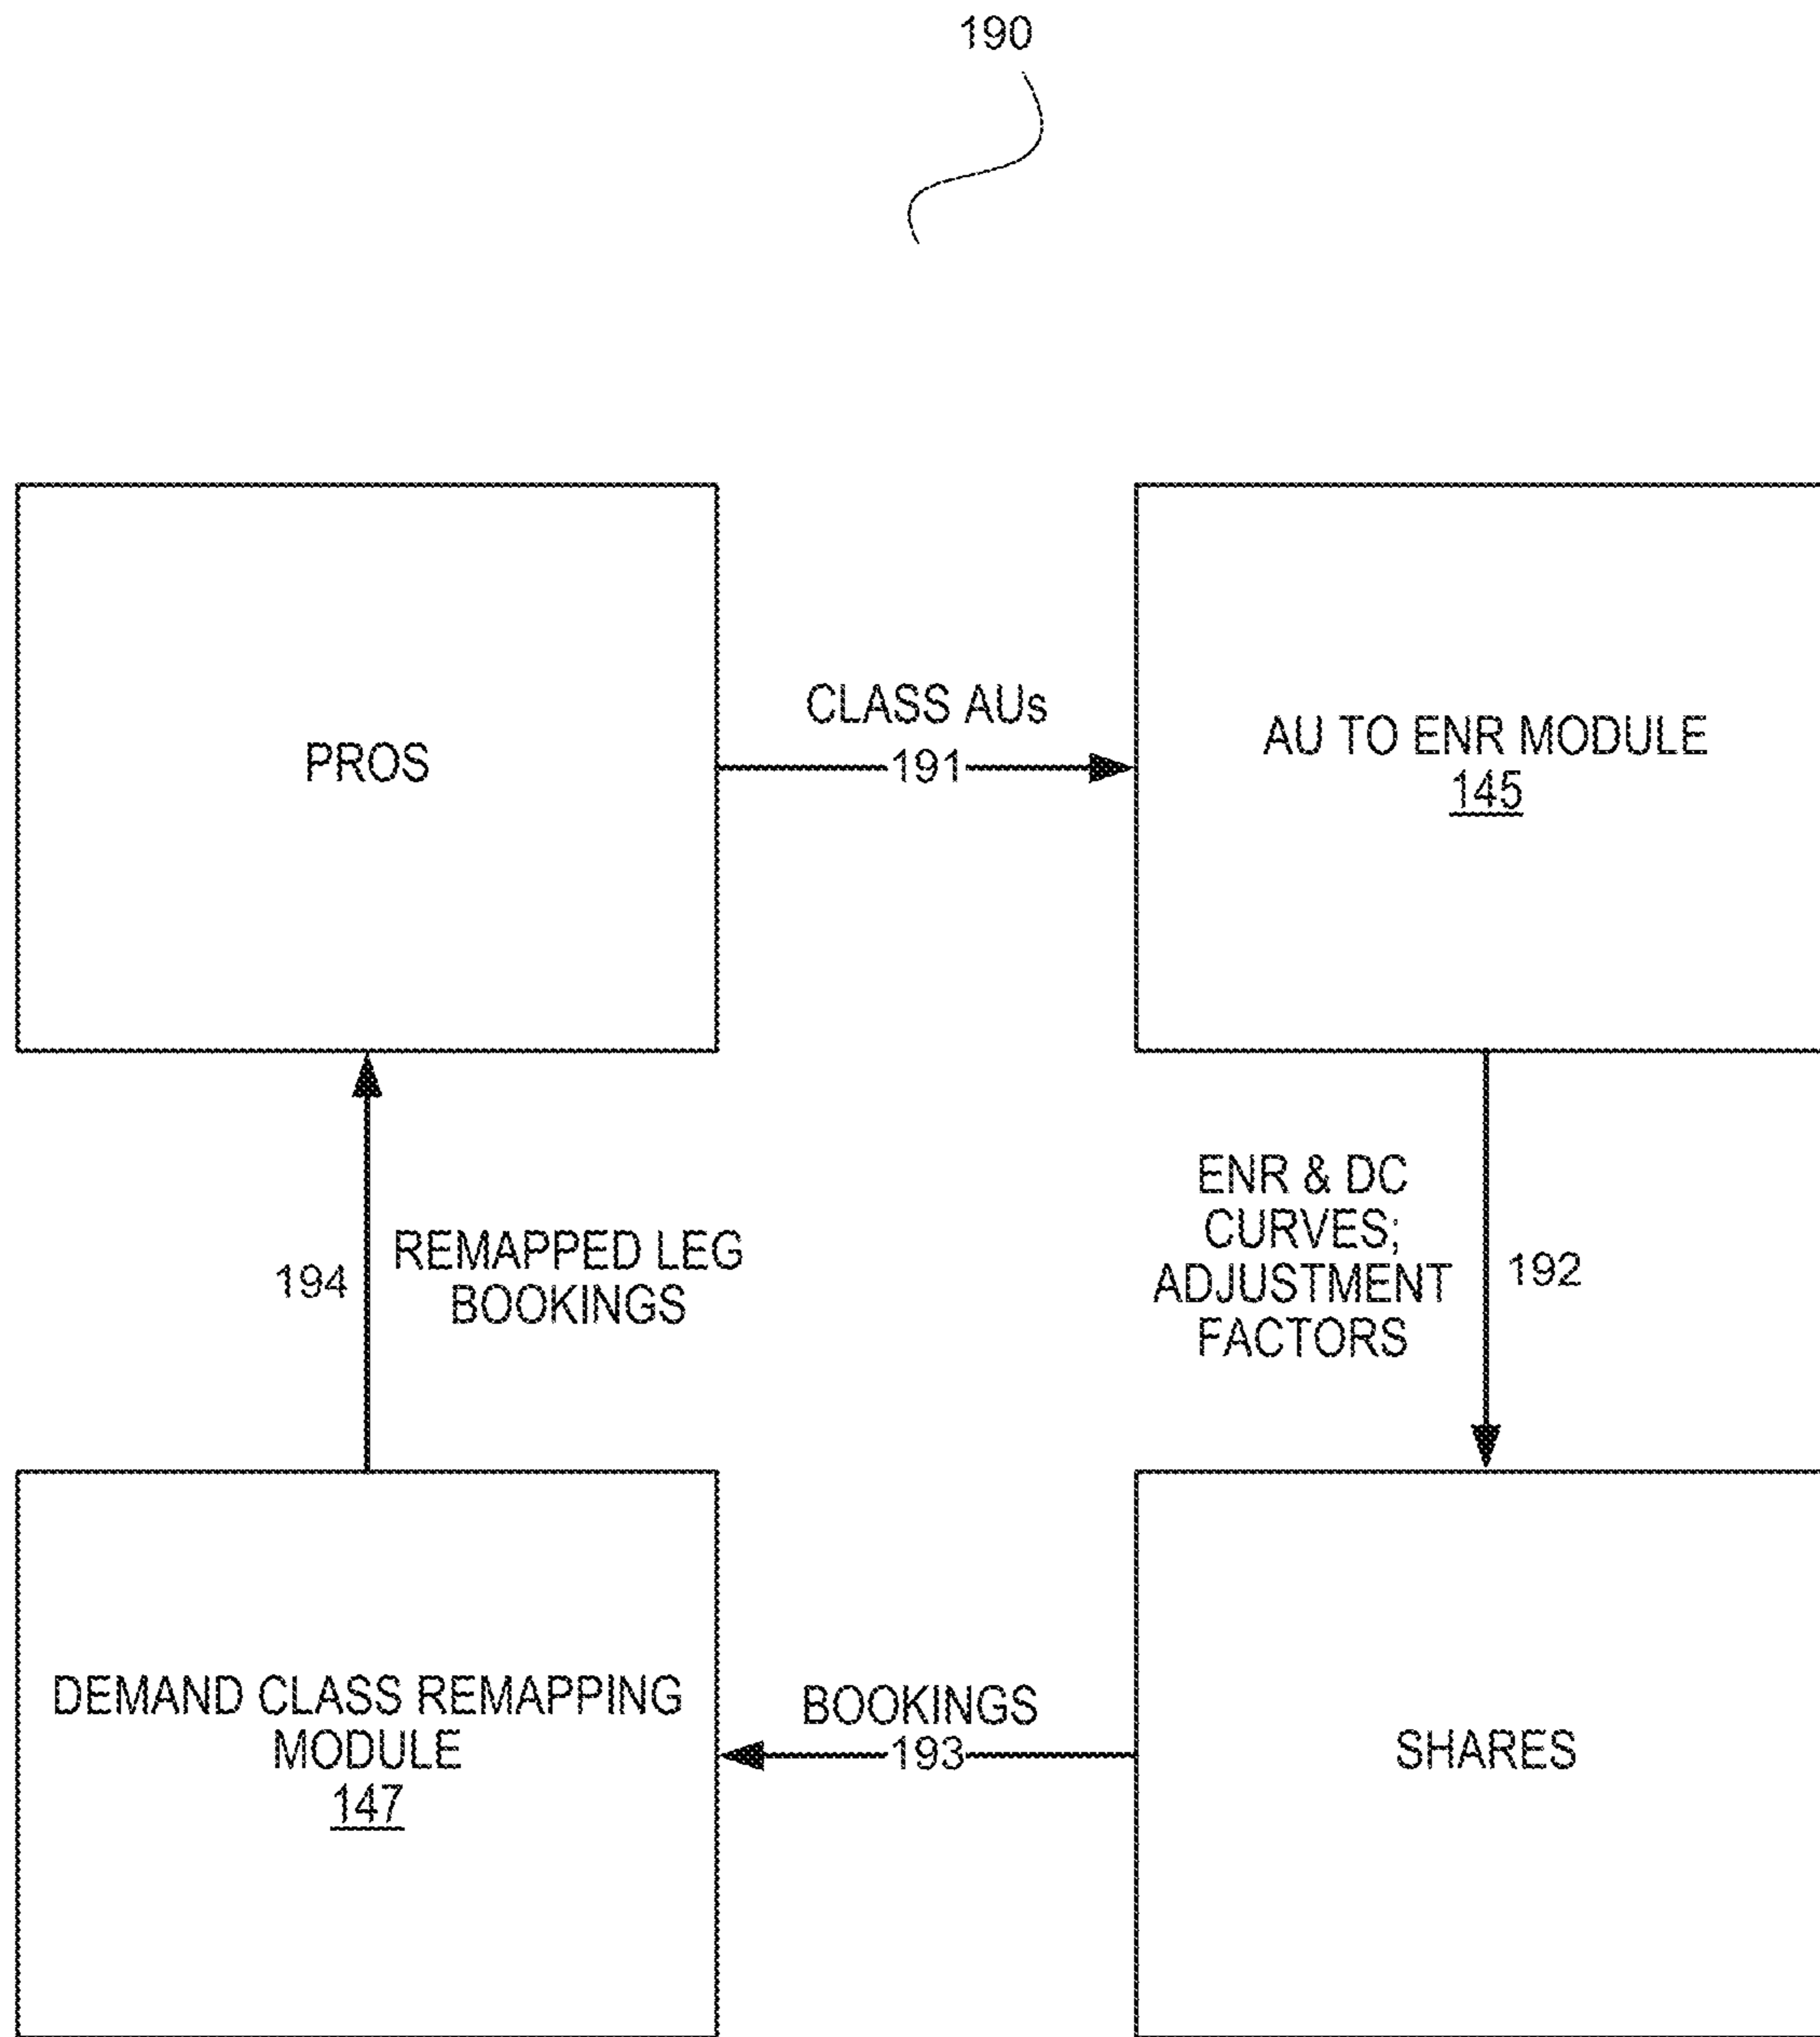 190
PROS
CLASS AUs
191
AU TO ENR MODULE
145
194
REMAPPED LEG
BOOKINGS
ENR & DC
CURVES;
ADJUSTMENT
FACTORS
192
DEMAND CLASS REMAPPING
MODULE
147
BOOKINGS
193
SHARES